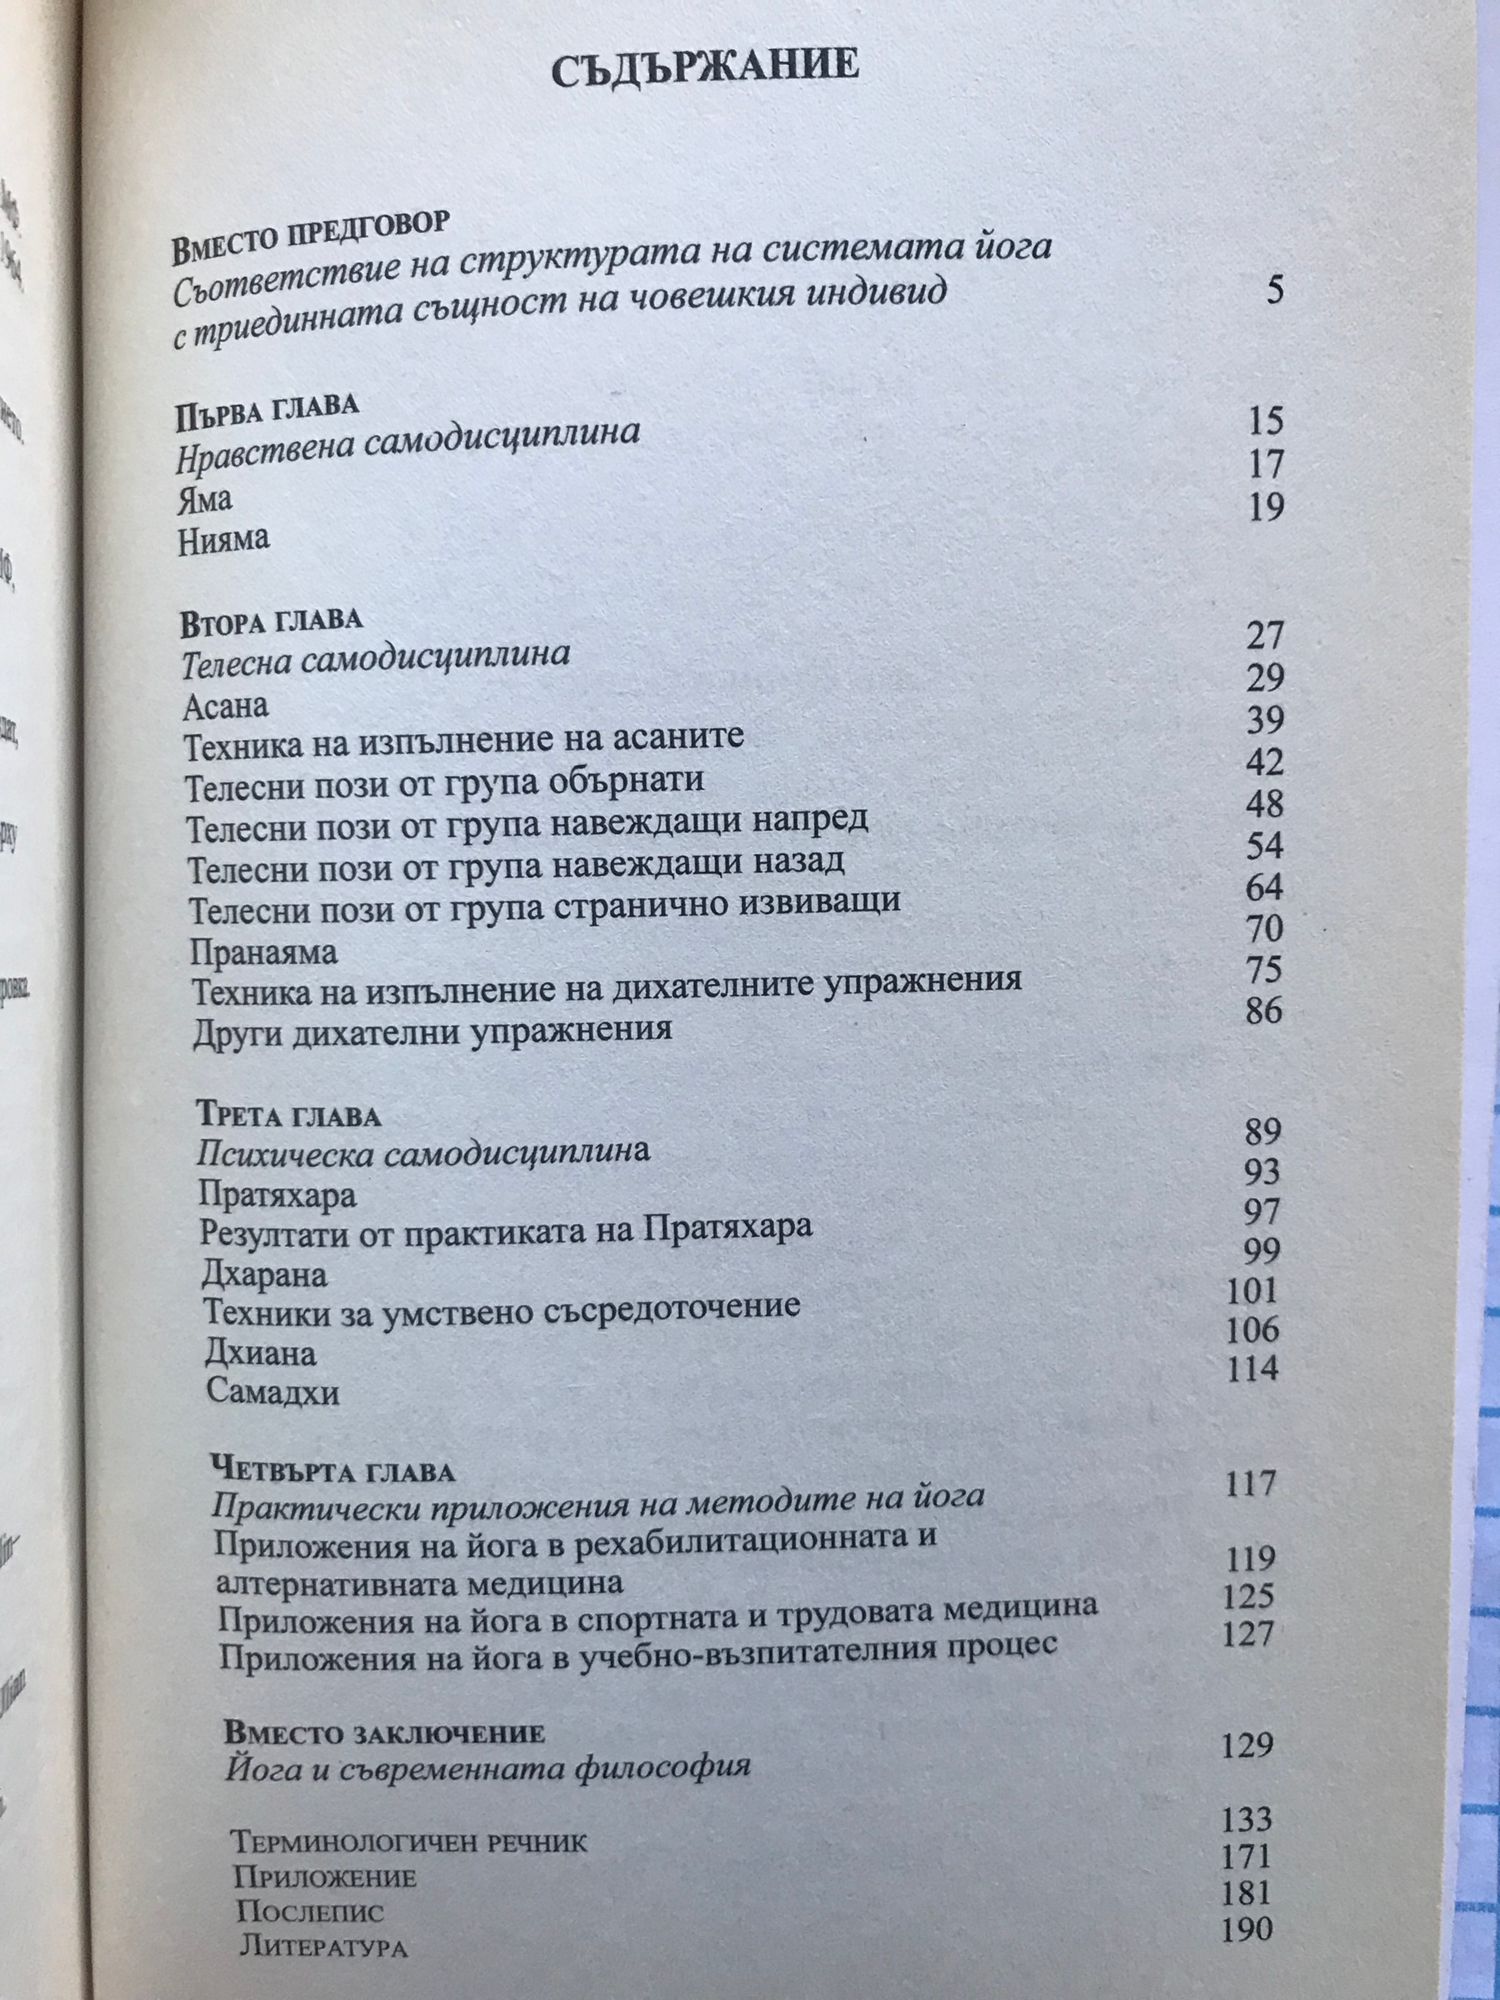 СЪДЪРЖАНИЕ
ВМЕСТО ПРЕДГОВОР
Съответствие на структурата на системата йога
с триединната същност на човешкия индивид 5
ПЪРВА ГЛАВА
Нравствена самодисциплина 15
Яма 17
Нияма 19
ВТОРА ГЛАВА
Телесна самодисциплина 27
Асана 29
Техника на изпълнение на асаните 39
Телесни пози от група обърнати 42
Телесни пози от група навеждащи напред 48
Телесни пози от група навеждащи назад 54
Телесни пози от група странично извиващи 64
Пранаяма 70
Техника на изпълнение на дихателните упражнения 75
Други дихателни упражнения 86
ТРЕТА ГЛАВА
Психическа самодисциплина 89
Пратяхара 93
Резултати от практиката на Пратяхара 97
Дхарана 99
Техники за умствено съсредоточение 101
Дхиана 106
Самадхи 114
ЧЕТВЪРТА ГЛАВА
Практически приложения на методите на йога 117
Приложения на йога в рехабилитационната и
алтернативната медицина 119
Приложения на йога в спортната и трудовата медицина 125
Приложения на йога в учебно-възпитателния процес 127
ВМЕСТО ЗАКЛЮЧЕНИЕ
Йога и съвременната философия 129
ТЕРМИНОЛОГИЧЕН РЕЧНИК 133
ПРИЛОЖЕНИЕ 171
ПОСЛЕПИС 181
ЛИТЕРАТУРА 190